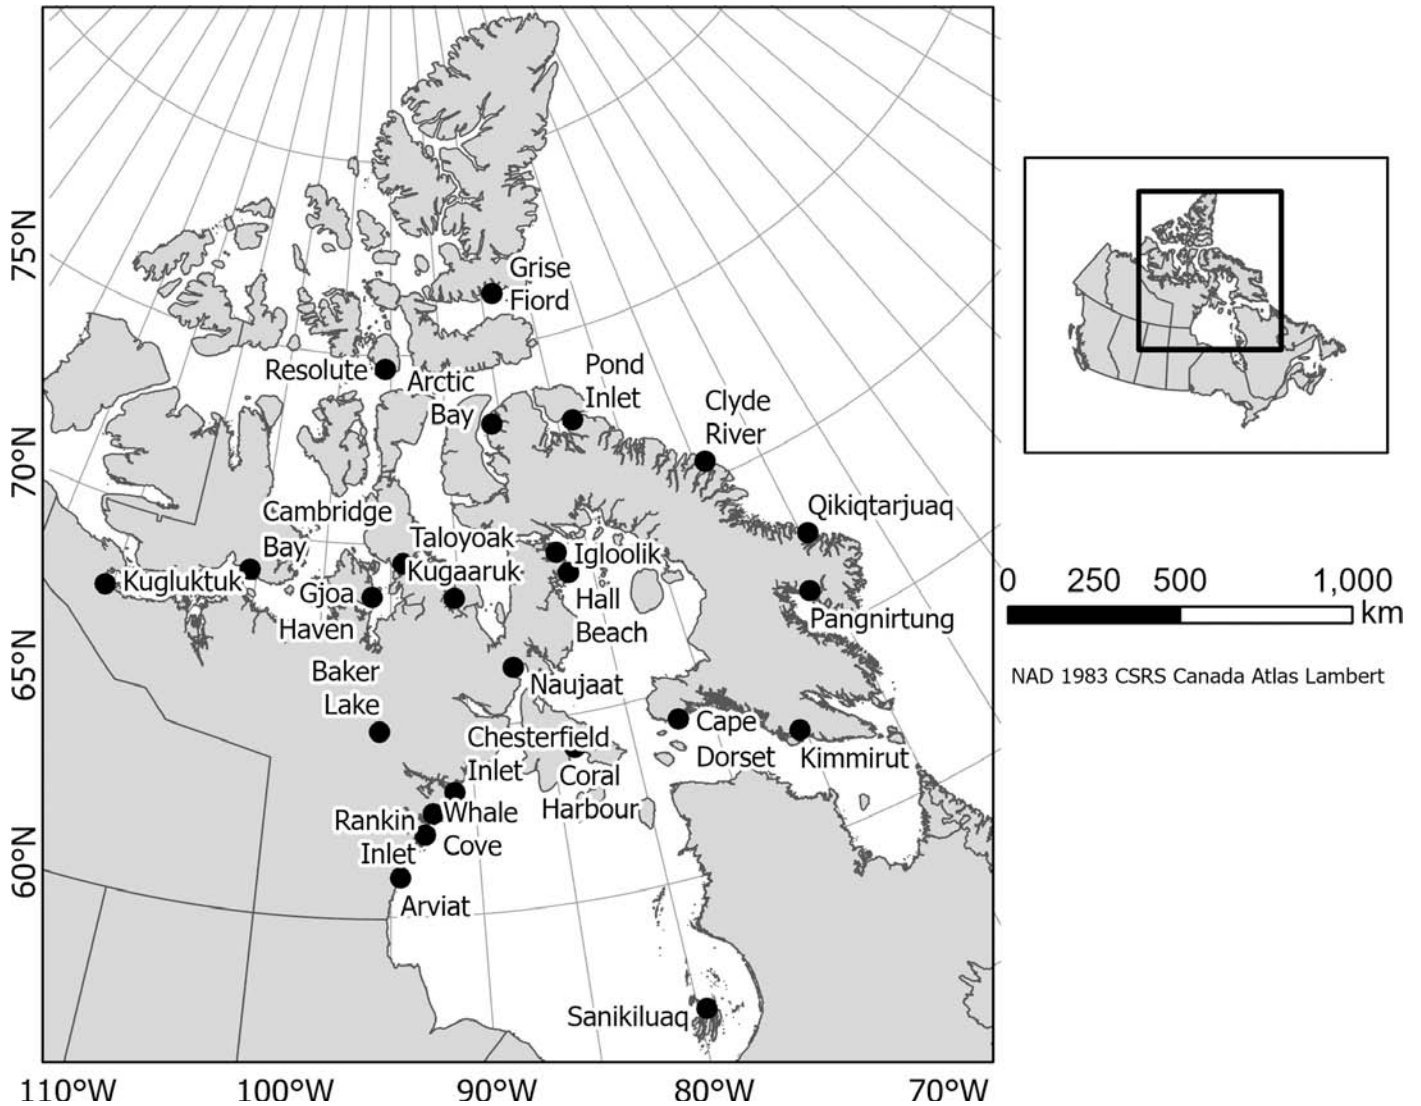 Grise
Fiord
Resolute
Arctic
Bay
Pond
Inlet
Clyde
River
Qikiqtarjuaq
Cambridge
Bay
Taloyoak
Igloolik
Kugluktuk
Kugaaruk
Gjoa
Haven
Hall
Beach
Pangnirtung
Baker
Lake
Naujaat
Cape
Dorset
Kimmirut
Chesterfield
Inlet
Coral
Harbour
Rankin
Inlet
Whale
Cove
Arviat
Sanikiluaq
75°N
70°N
65°N
60°N
110°W
100°W
90°W
80°W
70°W
0 250 500 1,000
km
NAD 1983 CSRS Canada Atlas Lambert